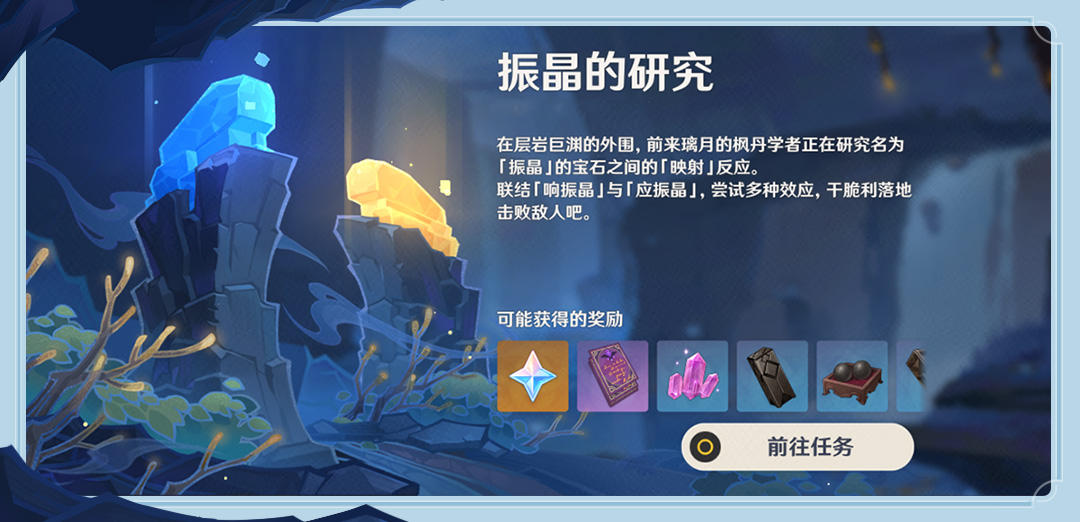 振晶的研究
在层岩巨渊的外围，前来璃月的枫丹学者正在研究名为
「振晶」的宝石之间的「映射」反应。
联结「响振晶」与「应振晶」，尝试多种效应，干脆利落地
击败敌人吧。
可能获得的奖励
前往任务